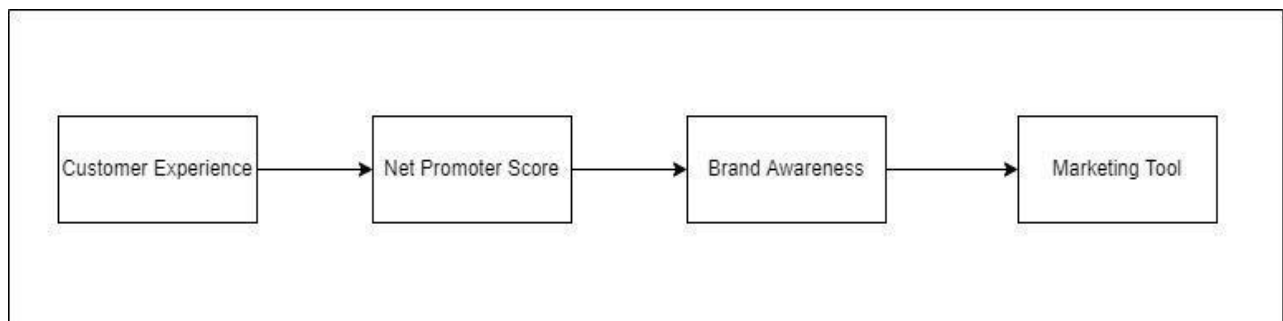 Customer Experience
Net Promoter Score
Brand Awareness
Marketing Tool